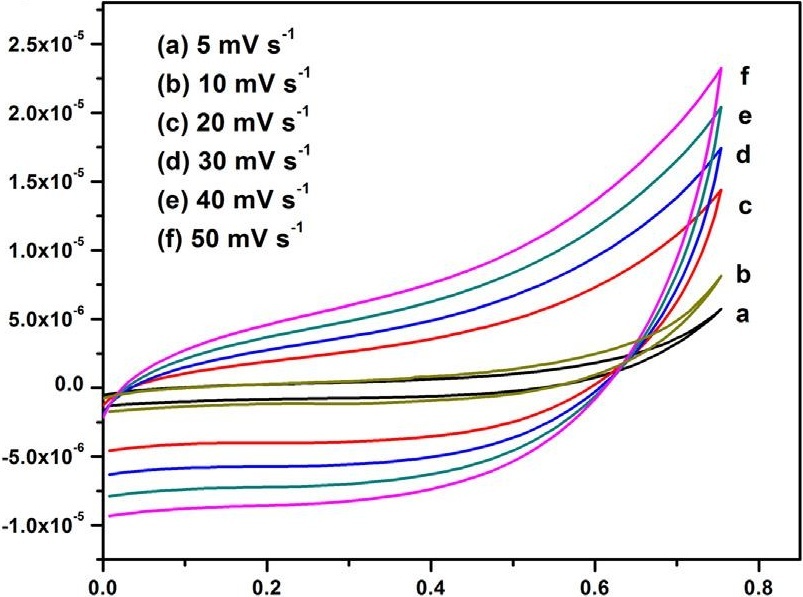 2.5x10⁻⁵
2.0x10⁻⁵
1.5x10⁻⁵
1.0x10⁻⁵
5.0x10⁻⁶
0.0
-5.0x10⁻⁶
-1.0x10⁻⁵
(a) 5 mV s⁻¹
(b) 10 mV s⁻¹
(c) 20 mV s⁻¹
(d) 30 mV s⁻¹
(e) 40 mV s⁻¹
(f) 50 mV s⁻¹
f
e
d
c
b
a
0.0 0.2 0.4 0.6 0.8